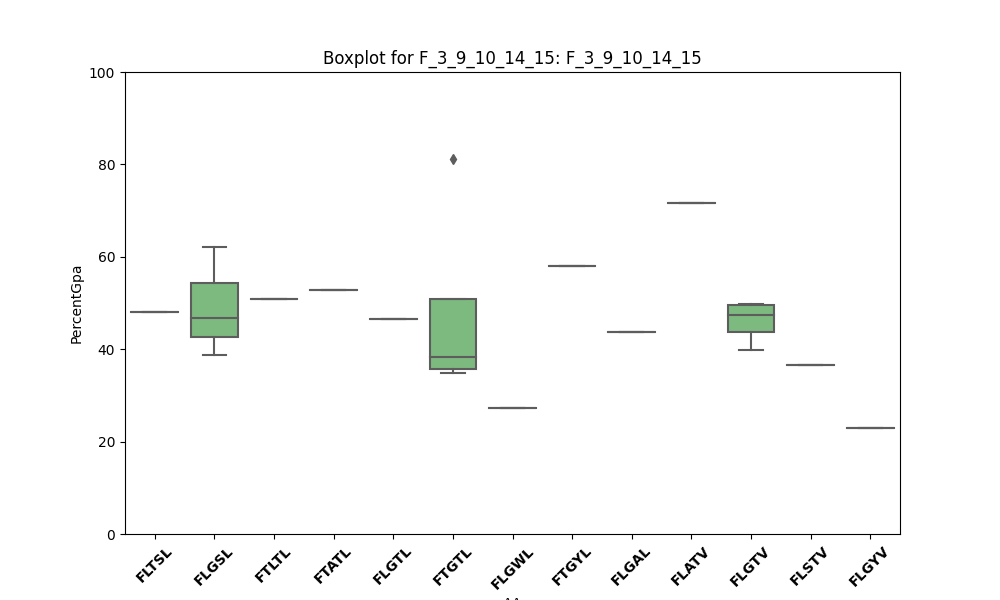 Boxplot for F_3_9_10_14_15: F_3_9_10_14_15
100
80
60
40
20
0
PercentGpa
FLTSL FLGSL FTLTL FTATL FLGTL FTGTL FLGWL FTGYL FLGAL FLATV FLGTV FLSTV FLGYV